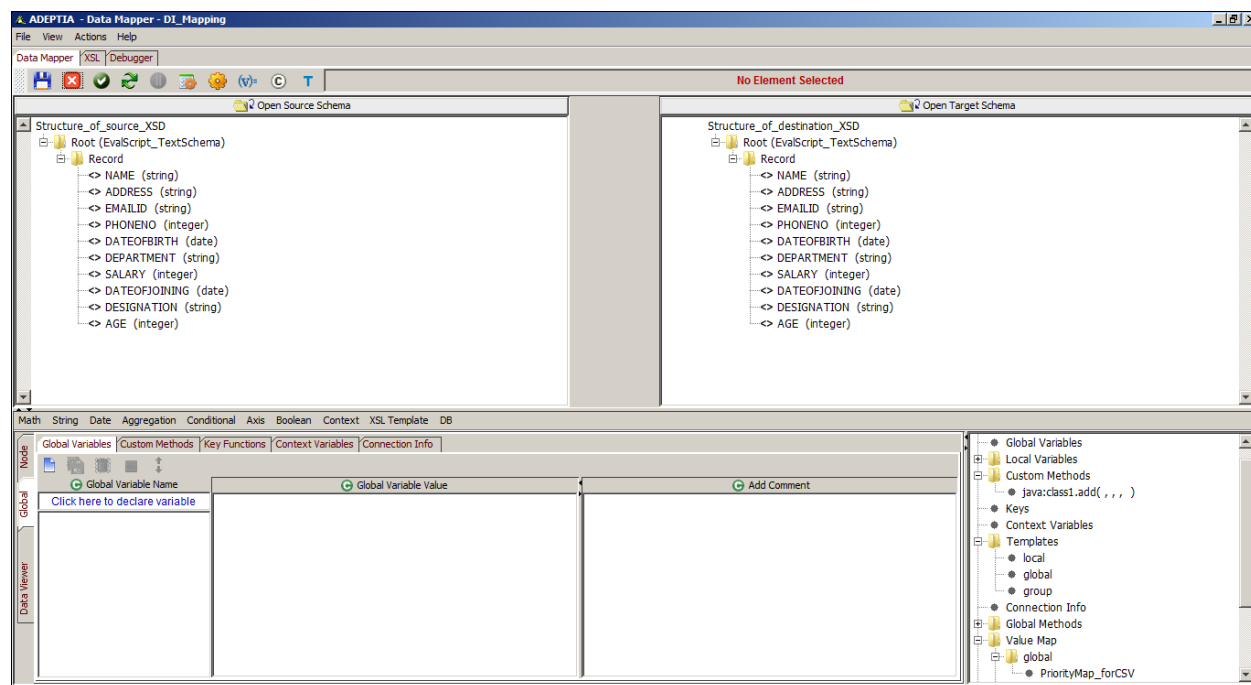 ADEPTIA - Data Mapper - DI_Mapping
File View Actions Help
Data Mapper XSL Debugger
(v)= C T No Element Selected
Open Source Schema Open Target Schema
Structure_of_source_XSD
Root (EvalScript_TextSchema)
Record
<> NAME (string)
<> ADDRESS (string)
<> EMAILID (string)
<> PHONENO (integer)
<> DATEOFBIRTH (date)
<> DEPARTMENT (string)
<> SALARY (integer)
<> DATEOFJOINING (date)
<> DESIGNATION (string)
<> AGE (integer)
Structure_of_destination_XSD
Root (EvalScript_TextSchema)
Record
<> NAME (string)
<> ADDRESS (string)
<> EMAILID (string)
<> PHONENO (integer)
<> DATEOFBIRTH (date)
<> DEPARTMENT (string)
<> SALARY (integer)
<> DATEOFJOINING (date)
<> DESIGNATION (string)
<> AGE (integer)
Math String Date Aggregation Conditional Axis Boolean Context XSL Template DB
Node
Global
Data Viewer
Global Variables Custom Methods Key Functions Context Variables Connection Info
Global Variable Name Global Variable Value Add Comment
Click here to declare variable
Global Variables
Local Variables
Custom Methods
java:class1.add( , , , )
Keys
Context Variables
Templates
local
global
group
Connection Info
Global Methods
Value Map
global
PriorityMap_forCSV